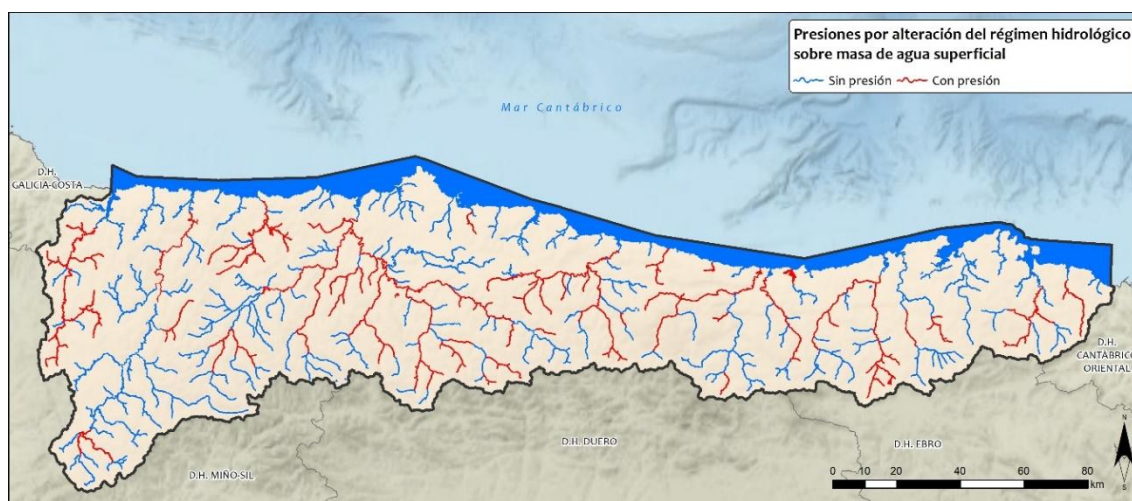 Presiones por alteración del régimen hidrológico
sobre masa de agua superficial
Sin presión Con presión
Mar Cantábrico
D.H.
GALICIA-COSTA
D.H.
CANTÁBRICO
ORIENTAL
D.H. DUERO
D.H. EBRO
D.H. MIÑO-SIL
N
S
0 10 20 40 60 80
km